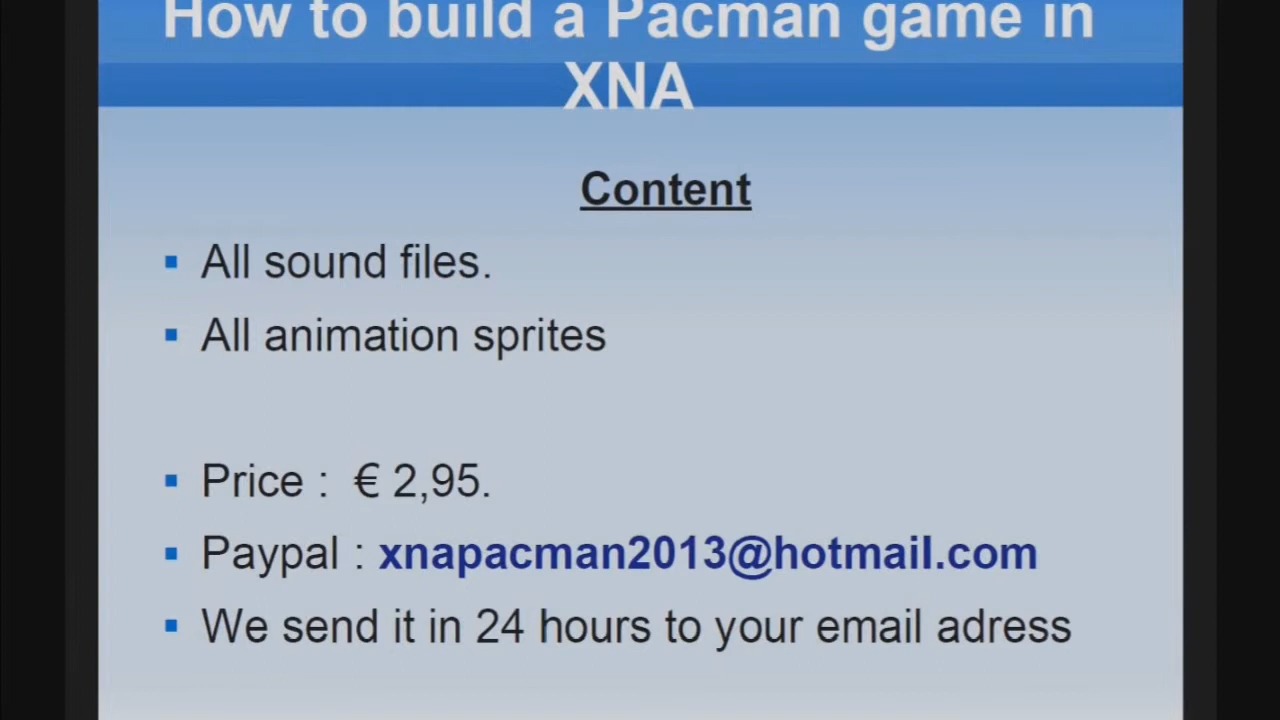 How to build a Pacman game in
XNA
Content
▪ All sound files.
▪ All animation sprites
▪ Price : € 2,95.
▪ Paypal : xnapacman2013@hotmail.com
▪ We send it in 24 hours to your email adress